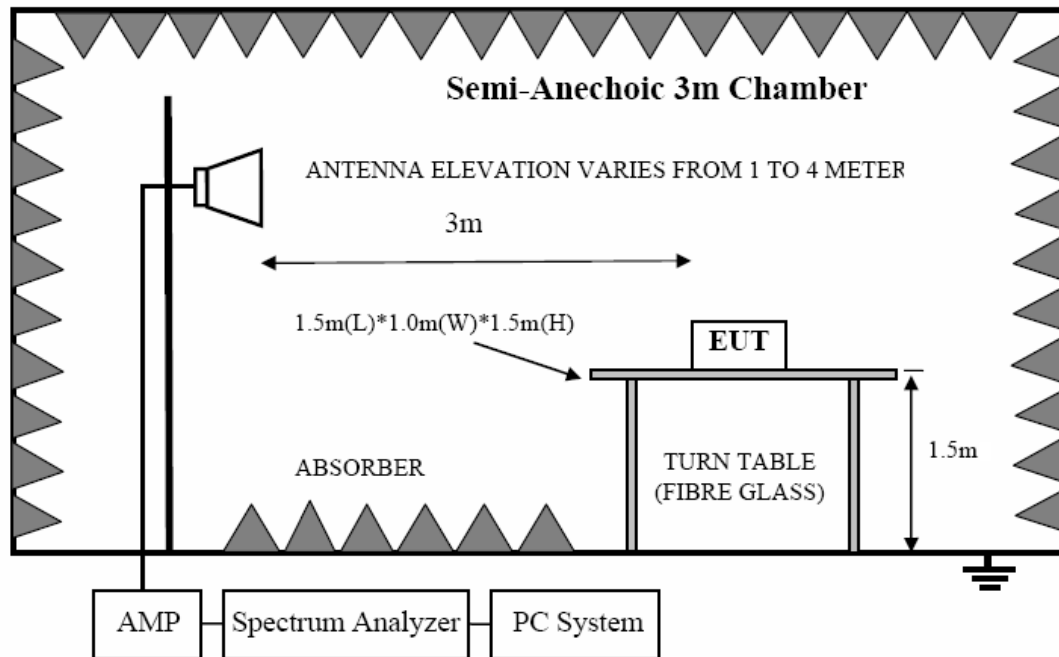 Semi-Anechoic 3m Chamber
ANTENNA ELEVATION VARIES FROM 1 TO 4 METER
3m
1.5m(L)*1.0m(W)*1.5m(H)
EUT
1.5m
ABSORBER
TURN TABLE
(FIBRE GLASS)
AMP
Spectrum Analyzer
PC System